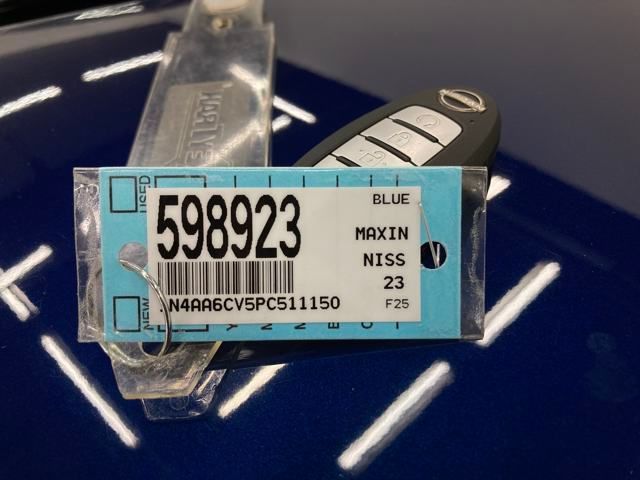 USED
598923
BLUE
MAXIN
NISS
23
N4AA6CV5PC511150
F25
NEW